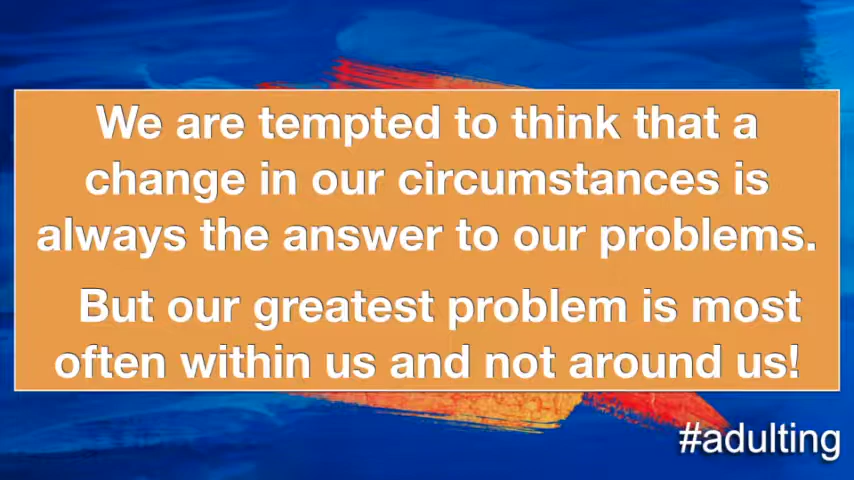 We are tempted to think that a
change in our circumstances is
always the answer to our problems.
But our greatest problem is most
often within us and not around us!
#adulting